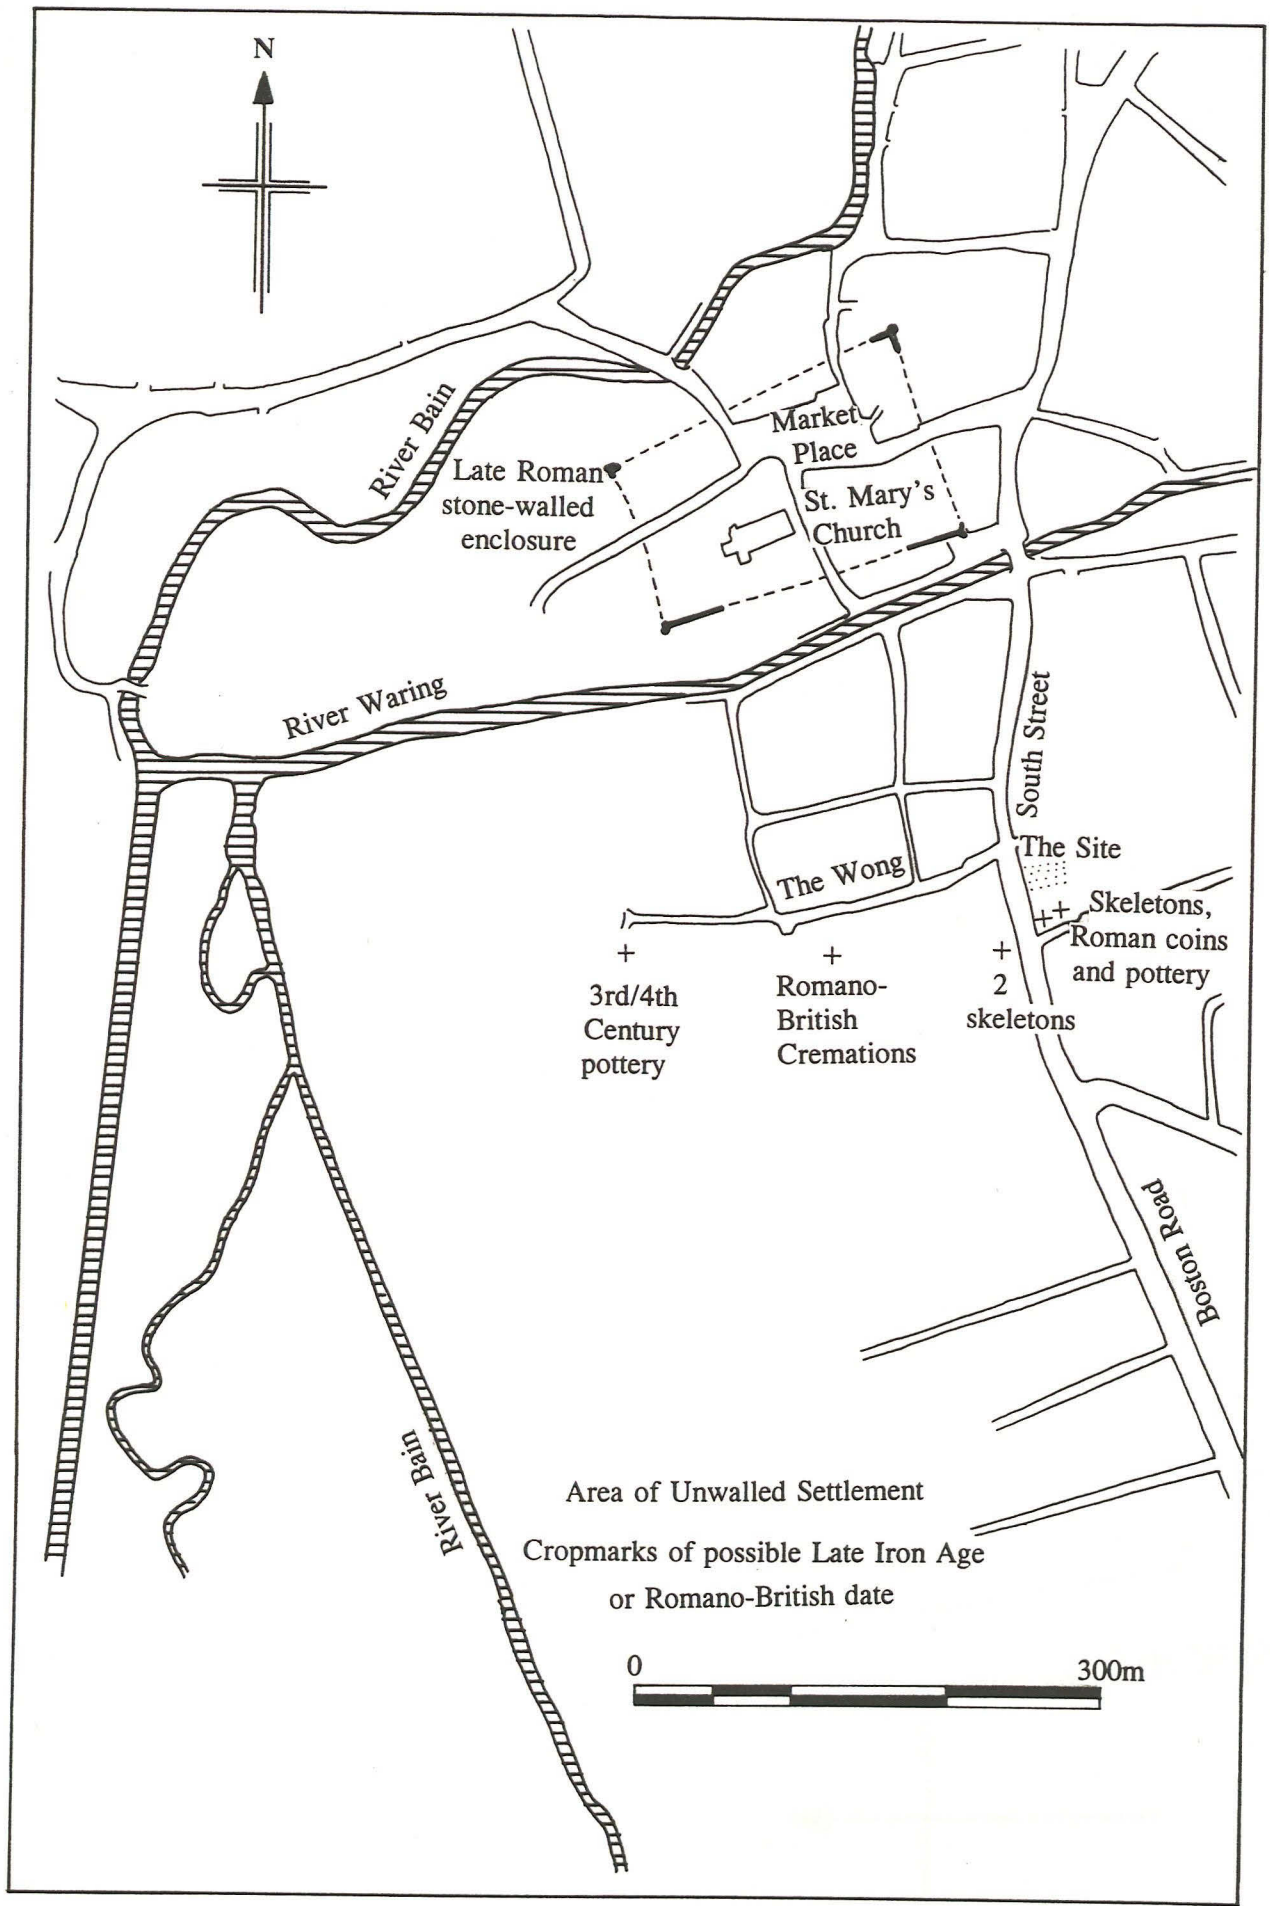 N
River Bain
Late Roman
stone-walled
enclosure
Market
Place
St. Mary's
Church
River Waring
South Street
The Site
The Wong
Skeletons,
Roman coins
and pottery
3rd/4th
Century
pottery
Romano-
British
Cremations
2
skeletons
Boston Road
River Bain
Area of Unwalled Settlement
Cropmarks of possible Late Iron Age
or Romano-British date
0 300m